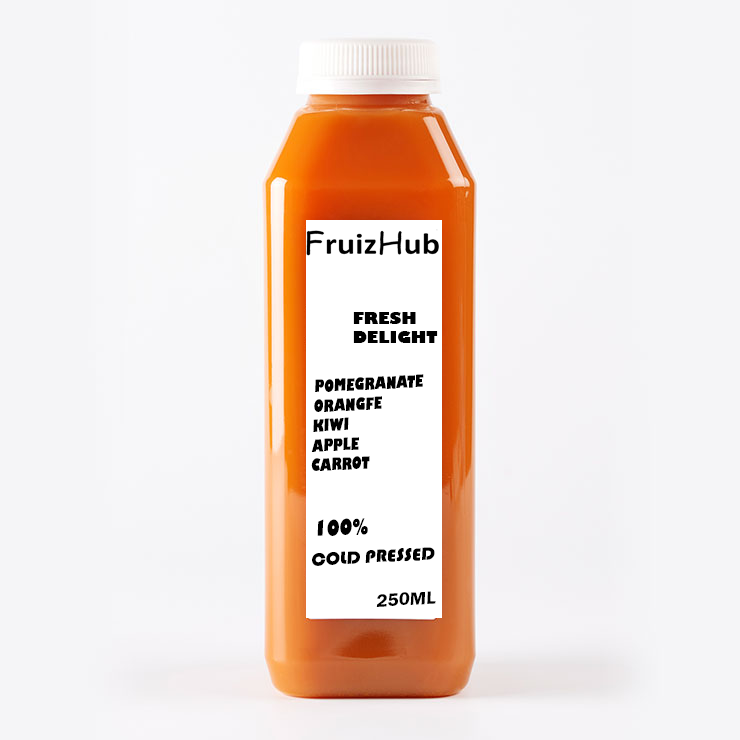 FruizHub
FRESH
DELIGHT
POMEGRANATE
ORANGFE
KIWI
APPLE
CARROT
100%
COLD PRESSED
250ML